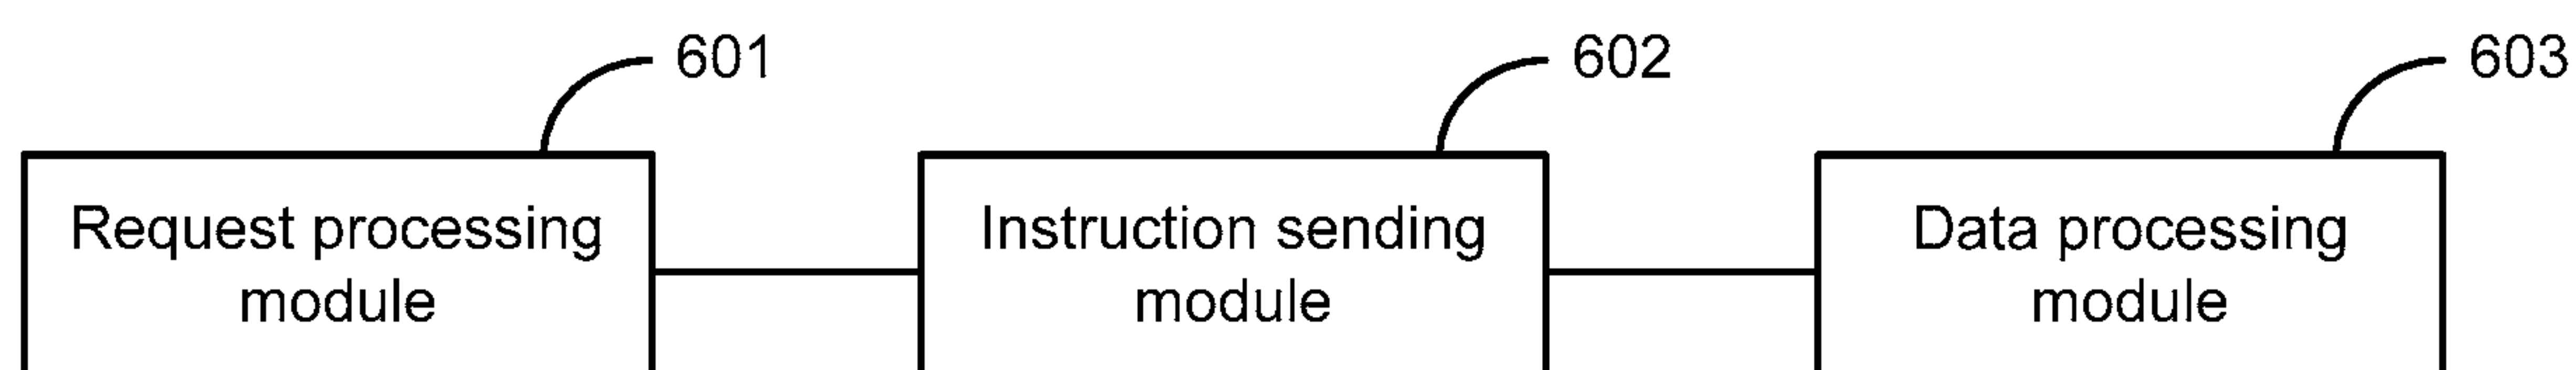 601
602
603
Request processing
module
Instruction sending
module
Data processing
module